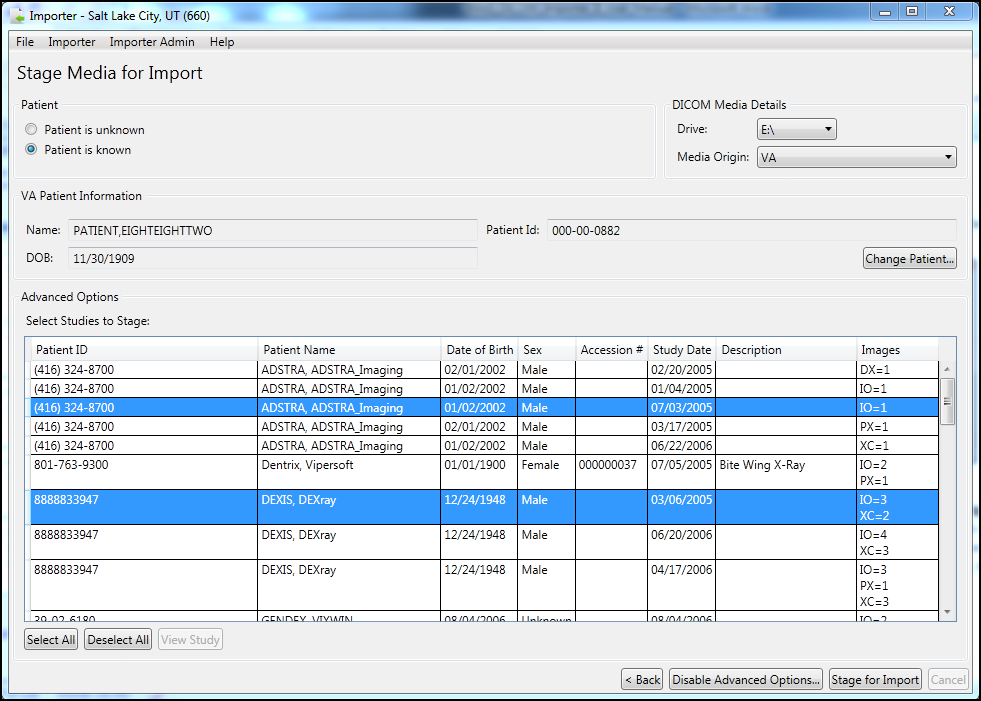 Importer - Salt Lake City, UT (660)
File Importer Importer Admin Help
Stage Media for Import
Patient
Patient is unknown
Patient is known
DICOM Media Details
Drive: E:\
Media Origin: VA
VA Patient Information
Name: PATIENT,EIGHTEIGHTTWO Patient Id: 000-00-0882
DOB: 11/30/1909 Change Patient...
Advanced Options
Select Studies to Stage:
Patient ID Patient Name Date of Birth Sex Accession # Study Date Description Images
(416) 324-8700 ADSTRA, ADSTRA_Imaging 02/01/2002 Male 02/20/2005 DX=1
(416) 324-8700 ADSTRA, ADSTRA_Imaging 01/02/2002 Male 01/04/2005 IO=1
(416) 324-8700 ADSTRA, ADSTRA_Imaging 01/02/2002 Male 07/03/2005 IO=1
(416) 324-8700 ADSTRA, ADSTRA_Imaging 02/01/2002 Male 03/17/2005 PX=1
(416) 324-8700 ADSTRA, ADSTRA_Imaging 01/02/2002 Male 06/22/2006 XC=1
801-763-9300 Dentrix, Vipersoft 01/01/1900 Female 000000037 07/05/2005 Bite Wing X-Ray IO=2
PX=1
8888833947 DEXIS, DEXray 12/24/1948 Male 03/06/2005 IO=3
XC=2
8888833947 DEXIS, DEXray 12/24/1948 Male 06/20/2006 IO=4
XC=3
8888833947 DEXIS, DEXray 12/24/1948 Male 04/17/2006 IO=3
PX=1
XC=3
39-02-6180 GENDEX, VIXWIN 08/04/2006 Unknown 08/04/2006 IO=2
Select All Deselect All View Study
< Back Disable Advanced Options... Stage for Import Cancel